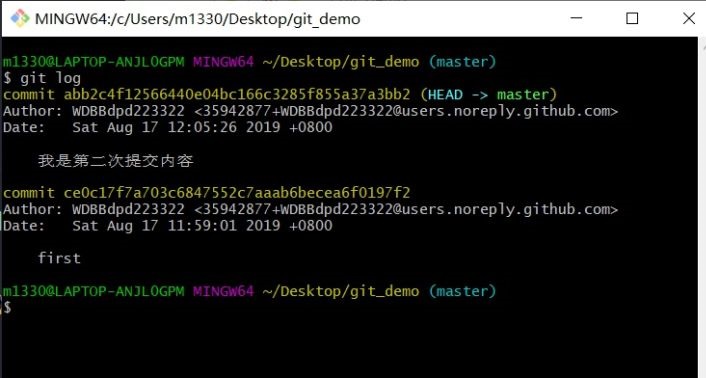 MINGW64:/c/Users/m1330/Desktop/git_demo
m1330@LAPTOP-ANJL0GPM MINGW64 ~/Desktop/git_demo (master)
$ git log
commit abb2c4f12566440e04bc166c3285f855a37a3bb2 (HEAD -> master)
Author: WDBBdpd223322 <35942877+WDBBdpd223322@users.noreply.github.com>
Date:   Sat Aug 17 12:05:26 2019 +0800
我是第二次提交内容
commit ce0c17f7a703c6847552c7aaab6becea6f0197f2
Author: WDBBdpd223322 <35942877+WDBBdpd223322@users.noreply.github.com>
Date:   Sat Aug 17 11:59:01 2019 +0800
first
m1330@LAPTOP-ANJL0GPM MINGW64 ~/Desktop/git_demo (master)
$